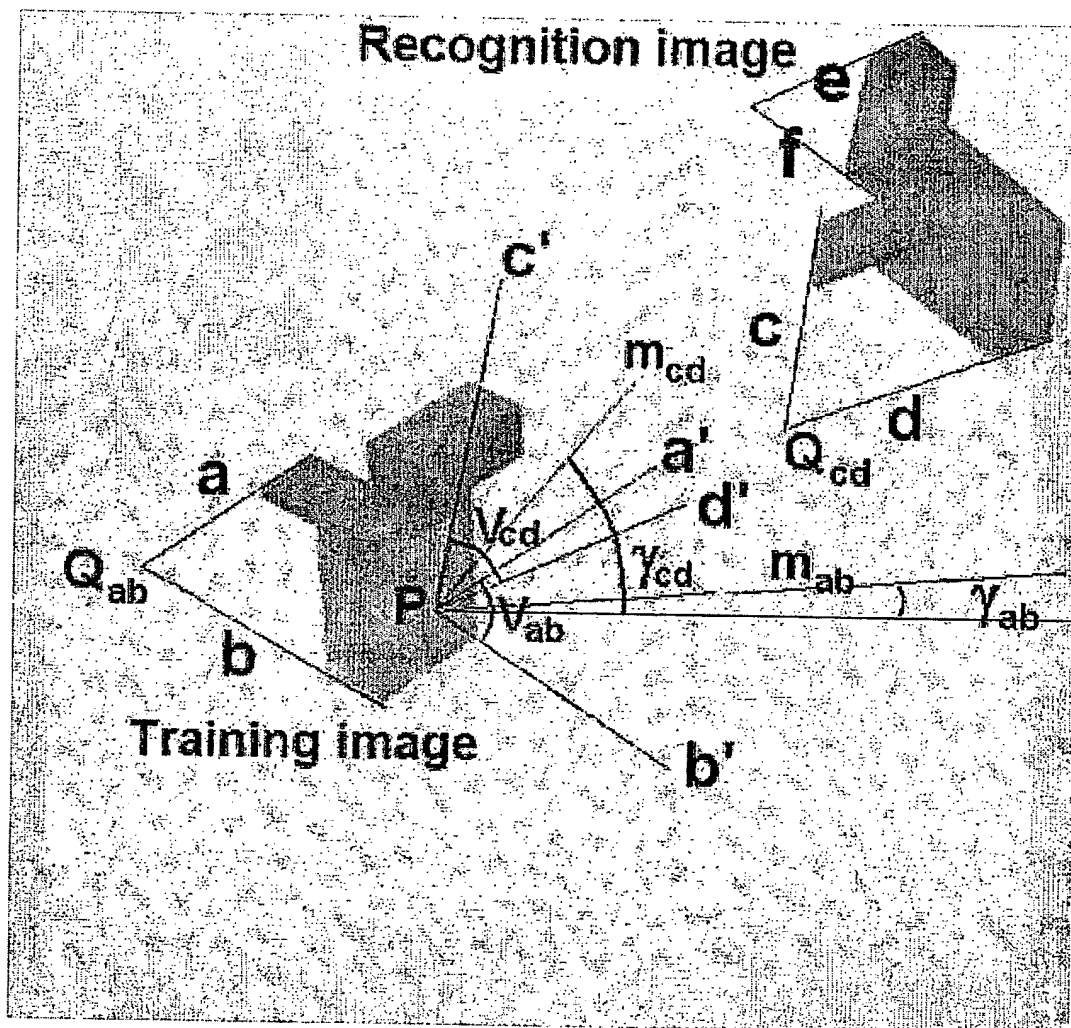 Recognition image
e
f
c'
c
m_cd
d
a
a'
Q_cd
d'
V_cd
Q_ab
γ_cd
m_ab
P
V_ab
γ_ab
b
Training image
b'